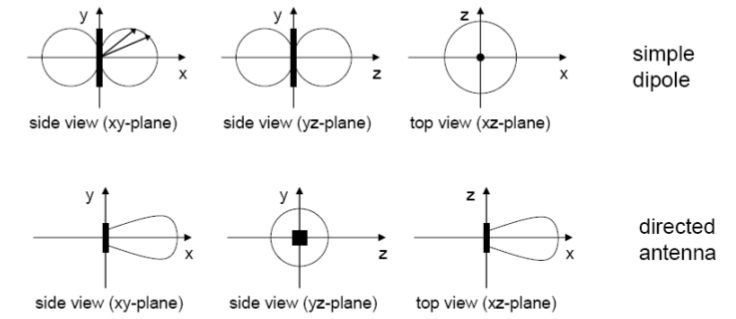 y
y
z
x
z
x
simple
dipole
side view (xy-plane)
side view (yz-plane)
top view (xz-plane)
y
y
z
x
z
x
directed
antenna
side view (xy-plane)
side view (yz-plane)
top view (xz-plane)